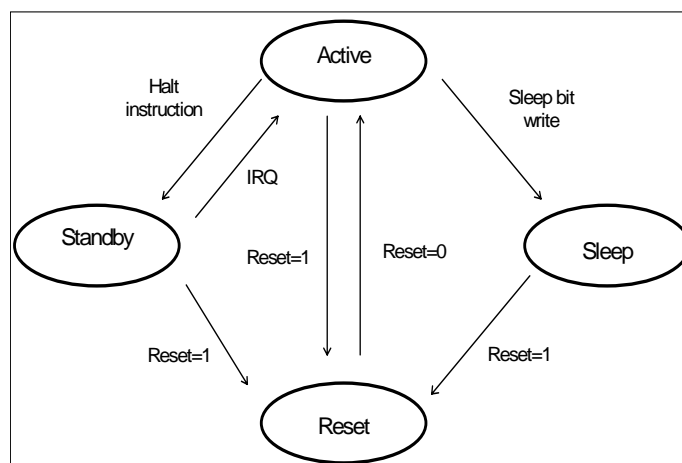 Active
Halt
instruction
Sleep bit
write
IRQ
Standby
Reset=1
Reset=0
Sleep
Reset=1
Reset=1
Reset